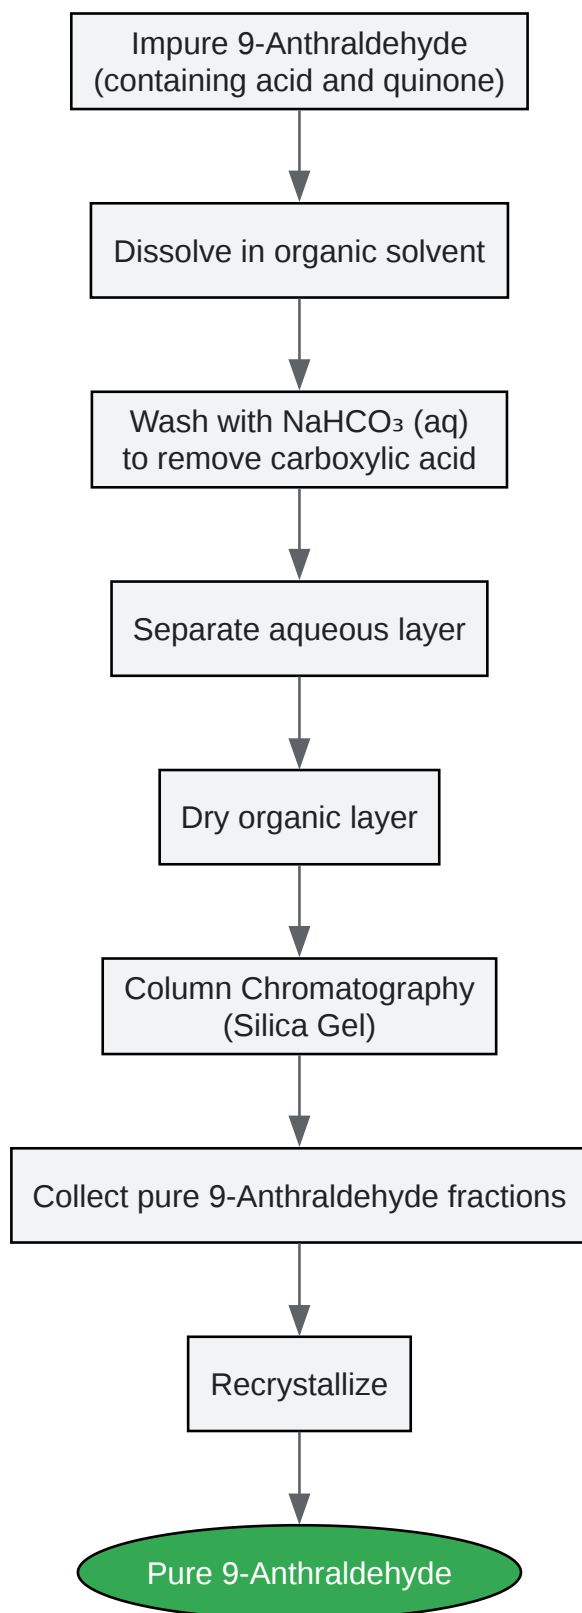 Impure 9-Anthraldehyde
(containing acid and quinone)
Dissolve in organic solvent
Wash with NaHCO₃ (aq)
to remove carboxylic acid
Separate aqueous layer
Dry organic layer
Column Chromatography
(Silica Gel)
Collect pure 9-Anthraldehyde fractions
Recrystallize
Pure 9-Anthraldehyde